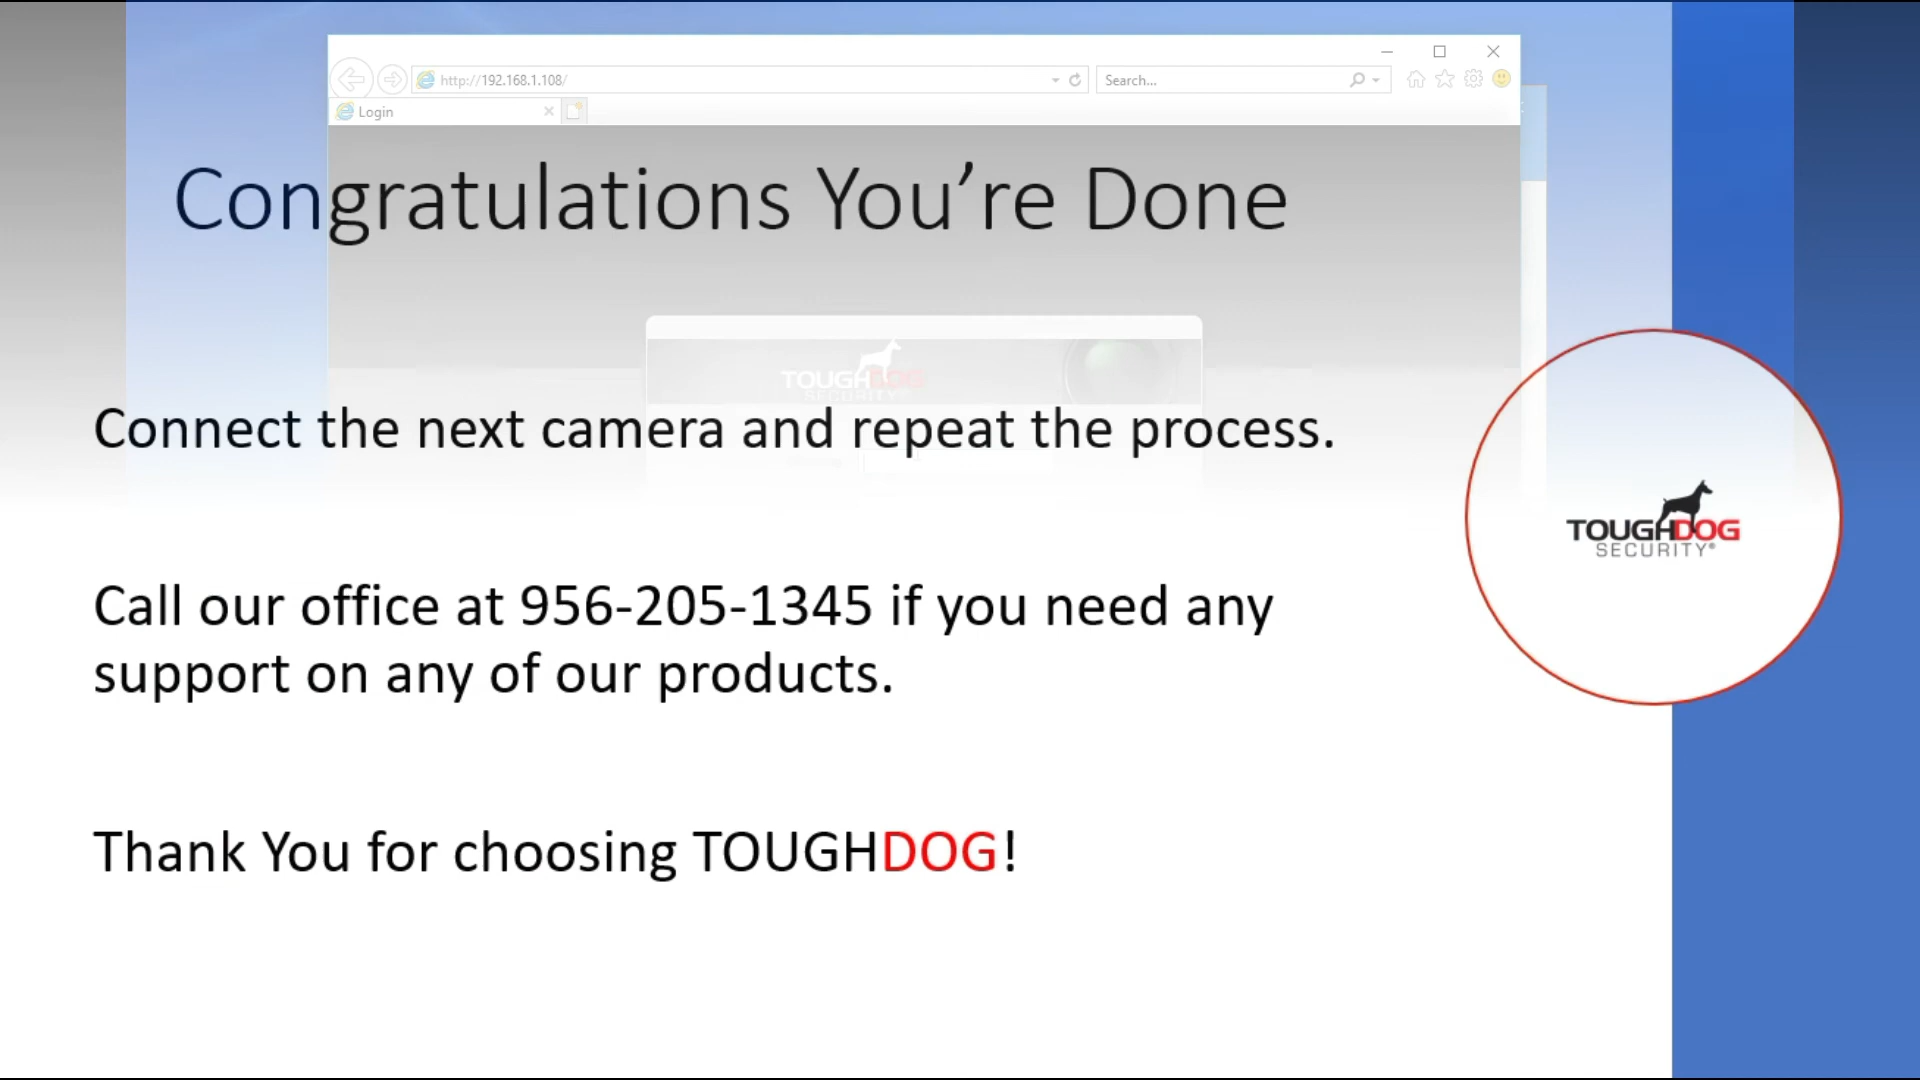 http://192.168.1.108/
Search...
Login
Congratulations You’re Done
TOUGHDOG
SECURITY
Connect the next camera and repeat the process.
TOUGHDOG
SECURITY®
Call our office at 956-205-1345 if you need any
support on any of our products.
Thank You for choosing TOUGHDOG!